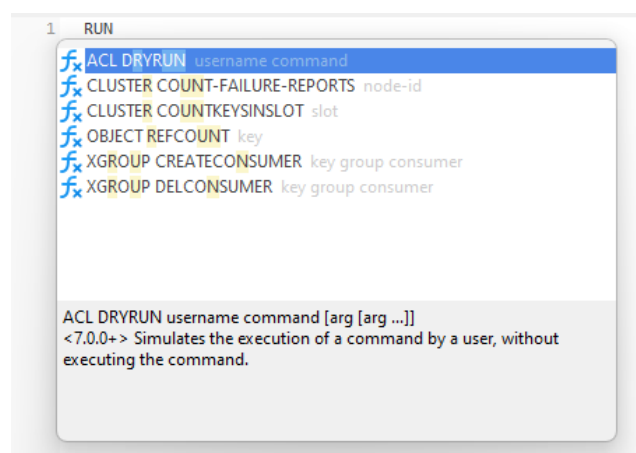 1 RUN
ACL DRYRUN username command
CLUSTER COUNT-FAILURE-REPORTS node-id
CLUSTER COUNTKEYSINSLOT slot
OBJECT REFCOUNT key
XGROUP CREATECONSUMER key group consumer
XGROUP DELCONSUMER key group consumer
ACL DRYRUN username command [arg [arg ...]]
<7.0.0+> Simulates the execution of a command by a user, without
executing the command.